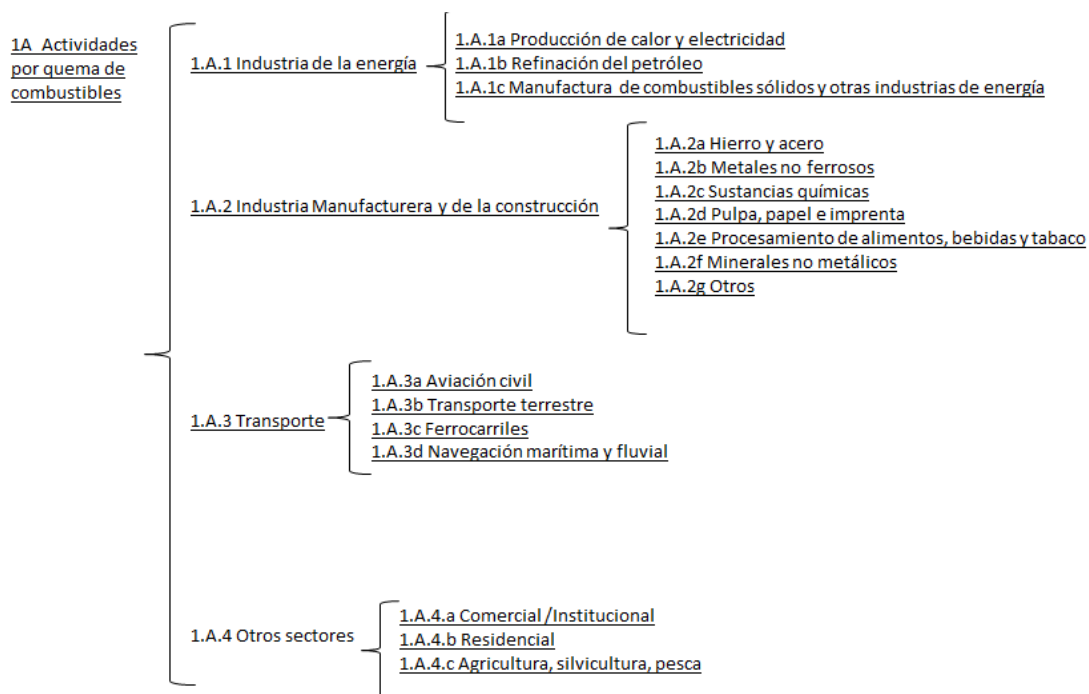 1A Actividades
por quema de
combustibles
1.A.1 Industria de la energía
1.A.1a Producción de calor y electricidad
1.A.1b Refinación del petróleo
1.A.1c Manufactura de combustibles sólidos y otras industrias de energía
1.A.2 Industria Manufacturera y de la construcción
1.A.2a Hierro y acero
1.A.2b Metales no ferrosos
1.A.2c Sustancias químicas
1.A.2d Pulpa, papel e imprenta
1.A.2e Procesamiento de alimentos, bebidas y tabaco
1.A.2f Minerales no metálicos
1.A.2g Otros
1.A.3 Transporte
1.A.3a Aviación civil
1.A.3b Transporte terrestre
1.A.3c Ferrocarriles
1.A.3d Navegación marítima y fluvial
1.A.4 Otros sectores
1.A.4.a Comercial /Institucional
1.A.4.b Residencial
1.A.4.c Agricultura, silvicultura, pesca